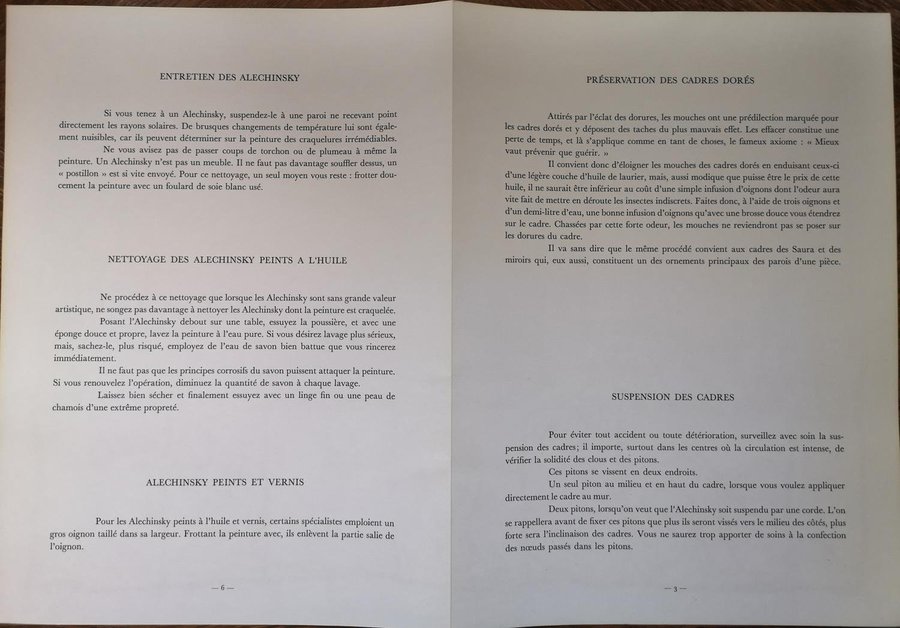 ENTRETIEN DES ALECHINSKY
Si vous tenez à un Alechinsky, suspendez-le à une paroi ne recevant point
directement les rayons solaires. De brusques changements de température lui sont égale-
ment nuisibles, car ils peuvent déterminer sur la peinture des craquelures irrémédiables.
Ne vous avisez pas de passer coups de torchon ou de plumeau à même la
peinture. Un Alechinsky n'est pas un meuble. Il ne faut pas davantage souffler dessus, un
« postillon » est si vite envoyé. Pour ce nettoyage, un seul moyen vous reste : frotter dou-
cement la peinture avec un foulard de soie blanc usé.
NETTOYAGE DES ALECHINSKY PEINTS A L'HUILE
Ne procédez à ce nettoyage que lorsque les Alechinsky sont sans grande valeur
artistique, ne songez pas davantage à nettoyer les Alechinsky dont la peinture est craquelée.
Posant l'Alechinsky debout sur une table, essuyez la poussière, et avec une
éponge douce et propre, lavez la peinture à l'eau pure. Si vous désirez lavage plus sérieux,
mais, sachez-le, plus risqué, employez de l'eau de savon bien battue que vous rincerez
immédiatement.
Il ne faut pas que les principes corrosifs du savon puissent attaquer la peinture.
Si vous renouvelez l'opération, diminuez la quantité de savon à chaque lavage.
Laissez bien sécher et finalement essuyez avec un linge fin ou une peau de
chamois d'une extrême propreté.
ALECHINSKY PEINTS ET VERNIS
Pour les Alechinsky peints à l'huile et vernis, certains spécialistes emploient un
gros oignon taillé dans sa largeur. Frottant la peinture avec, ils enlèvent la partie salie de
l'oignon.
— 6 —
PRÉSERVATION DES CADRES DORÉS
Attirés par l'éclat des dorures, les mouches ont une prédilection marquée pour
les cadres dorés et y déposent des taches du plus mauvais effet. Les effacer constitue une
perte de temps, et là s'applique comme en tant de choses, le fameux axiome : « Mieux
vaut prévenir que guérir. »
Il convient donc d'éloigner les mouches des cadres dorés en enduisant ceux-ci
d'une légère couche d'huile de laurier, mais, aussi modique que puisse être le prix de cette
huile, il ne saurait être inférieur au coût d'une simple infusion d'oignons dont l'odeur aura
vite fait de mettre en déroute les insectes indiscrets. Faites donc, à l'aide de trois oignons et
d'un demi-litre d'eau, une bonne infusion d'oignons qu'avec une brosse douce vous étendrez
sur le cadre. Chassées par cette forte odeur, les mouches ne reviendront pas se poser sur
les dorures du cadre.
Il va sans dire que le même procédé convient aux cadres des Saura et des
miroirs qui, eux aussi, constituent un des ornements principaux des parois d'une pièce.
SUSPENSION DES CADRES
Pour éviter tout accident ou toute détérioration, surveillez avec soin la sus-
pension des cadres; il importe, surtout dans les centres où la circulation est intense, de
vérifier la solidité des clous et des pitons.
Ces pitons se vissent en deux endroits.
Un seul piton au milieu et en haut du cadre, lorsque vous voulez appliquer
directement le cadre au mur.
Deux pitons, lorsqu'on veut que l'Alechinsky soit suspendu par une corde. L'on
se rappellera avant de fixer ces pitons que plus ils seront vissés vers le milieu des côtés, plus
forte sera l'inclinaison des cadres. Vous ne saurez trop apporter de soins à la confection
des nœuds passés dans les pitons.
— 3 —